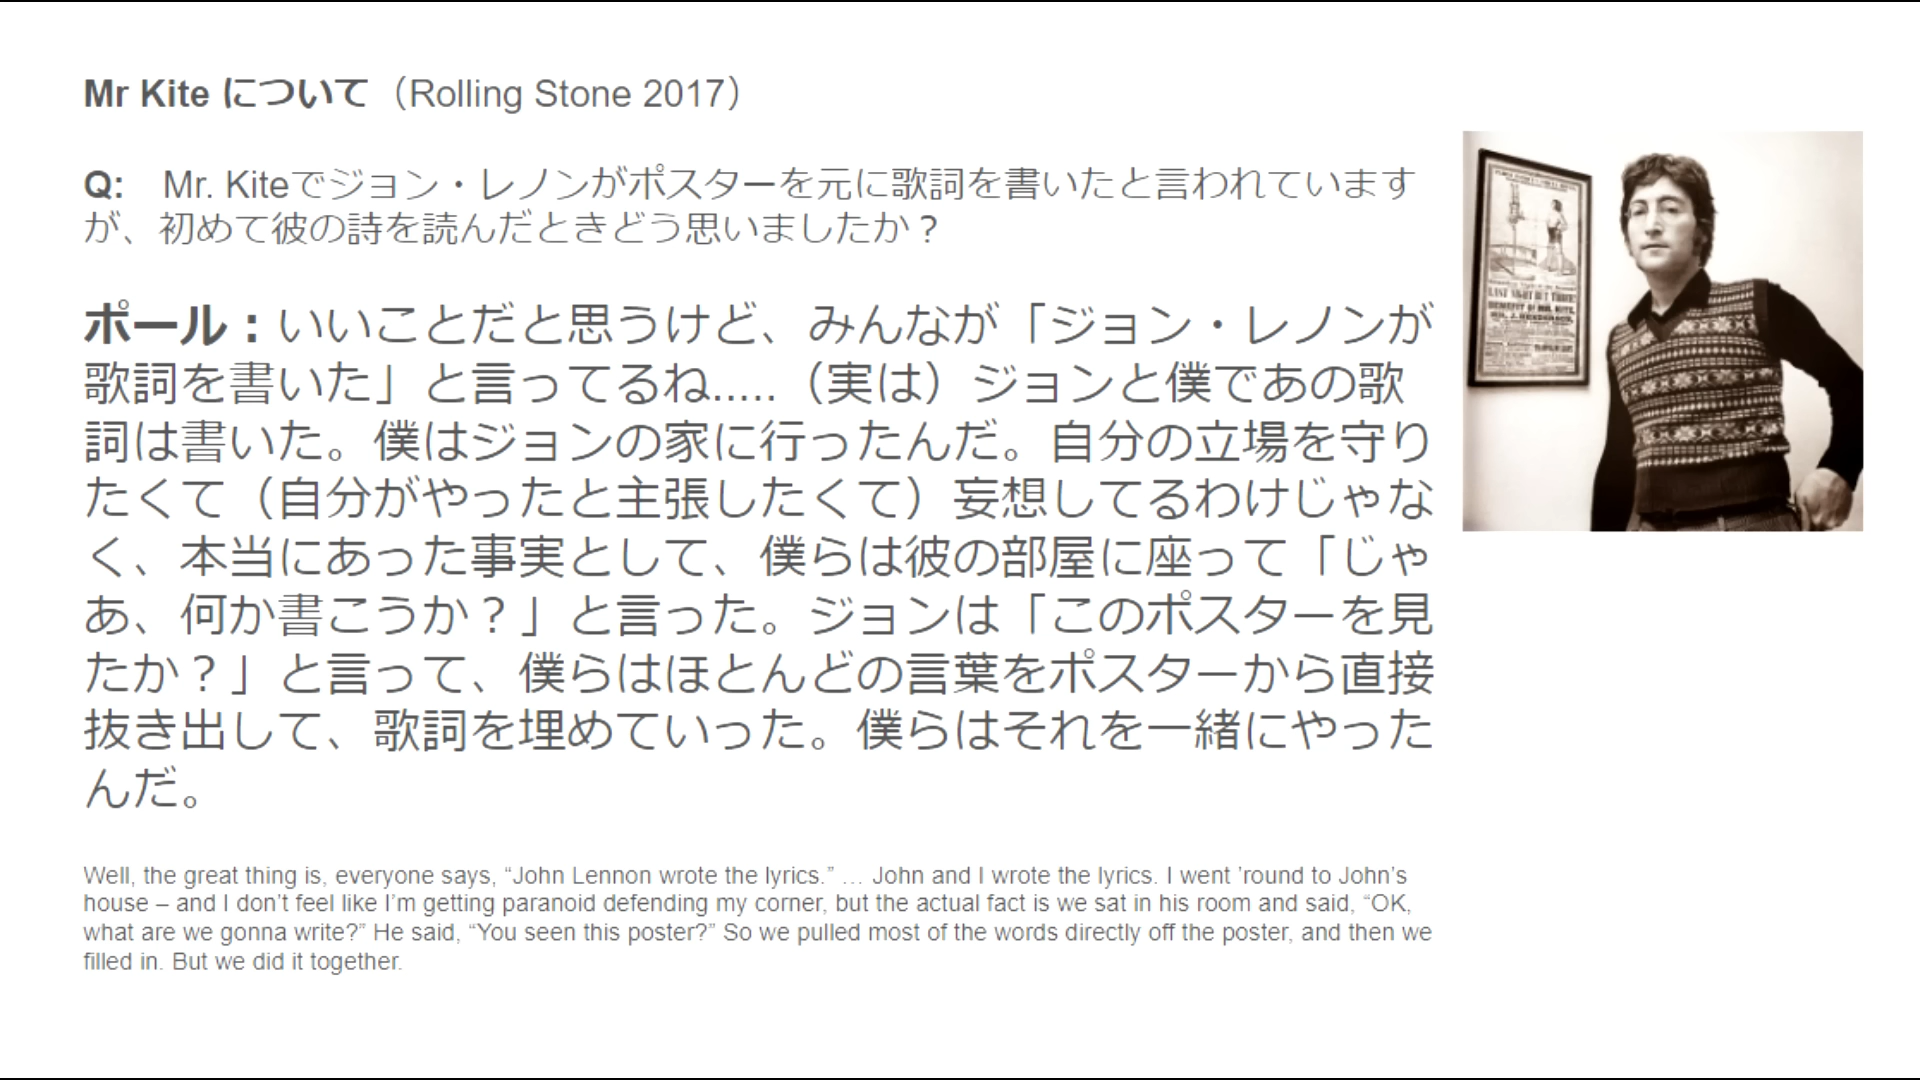 Mr Kite について（Rolling Stone 2017）
Q:　Mr. Kiteでジョン・レノンがポスターを元に歌詞を書いたと言われています
が、初めて彼の詩を読んだときどう思いましたか？
ポール：いいことだと思うけど、みんなが「ジョン・レノンが
歌詞を書いた」と言ってるね.....（実は）ジョンと僕であの歌
詞は書いた。僕はジョンの家に行ったんだ。自分の立場を守り
たくて（自分がやったと主張したくて）妄想してるわけじゃな
く、本当にあった事実として、僕らは彼の部屋に座って「じゃ
あ、何か書こうか？」と言った。ジョンは「このポスターを見
たか？」と言って、僕らはほとんどの言葉をポスターから直接
抜き出して、歌詞を埋めていった。僕らはそれを一緒にやった
んだ。
Well, the great thing is, everyone says, “John Lennon wrote the lyrics.” … John and I wrote the lyrics. I went ’round to John’s
house – and I don’t feel like I’m getting paranoid defending my corner, but the actual fact is we sat in his room and said, “OK,
what are we gonna write?” He said, “You seen this poster?” So we pulled most of the words directly off the poster, and then we
filled in. But we did it together.
LAST NIGHT BUT THREE
BENEFIT OF MR. KITE,